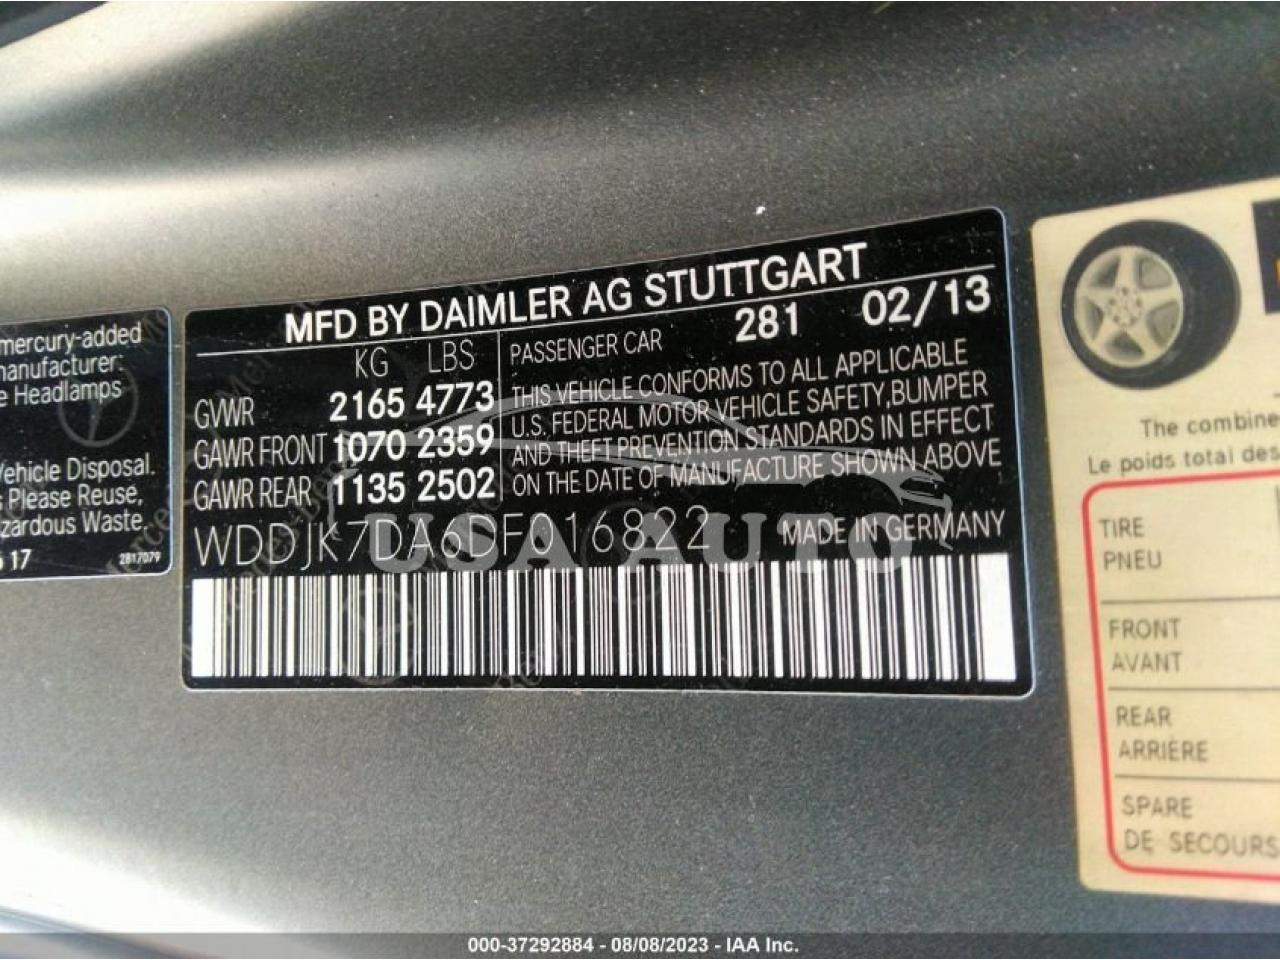 mercury-added
manufacturer:
e Headlamps
Vehicle Disposal.
s Please Reuse,
azardous Waste.
6 17
2817079
MFD BY DAIMLER AG STUTTGART
KG LBS
GVWR 2165 4773
GAWR FRONT 1070 2359
GAWR REAR 1135 2502
PASSENGER CAR 281 02/13
THIS VEHICLE CONFORMS TO ALL APPLICABLE
U.S. FEDERAL MOTOR VEHICLE SAFETY,BUMPER
AND THEFT PREVENTION STANDARDS IN EFFECT
ON THE DATE OF MANUFACTURE SHOWN ABOVE
WDDJK7DA6DF016822 MADE IN GERMANY
USA AUTO
The combine
Le poids total des
TIRE
PNEU
FRONT
AVANT
REAR
ARRIÈRE
SPARE
DE SECOURS
000-37292884 - 08/08/2023 - IAA Inc.